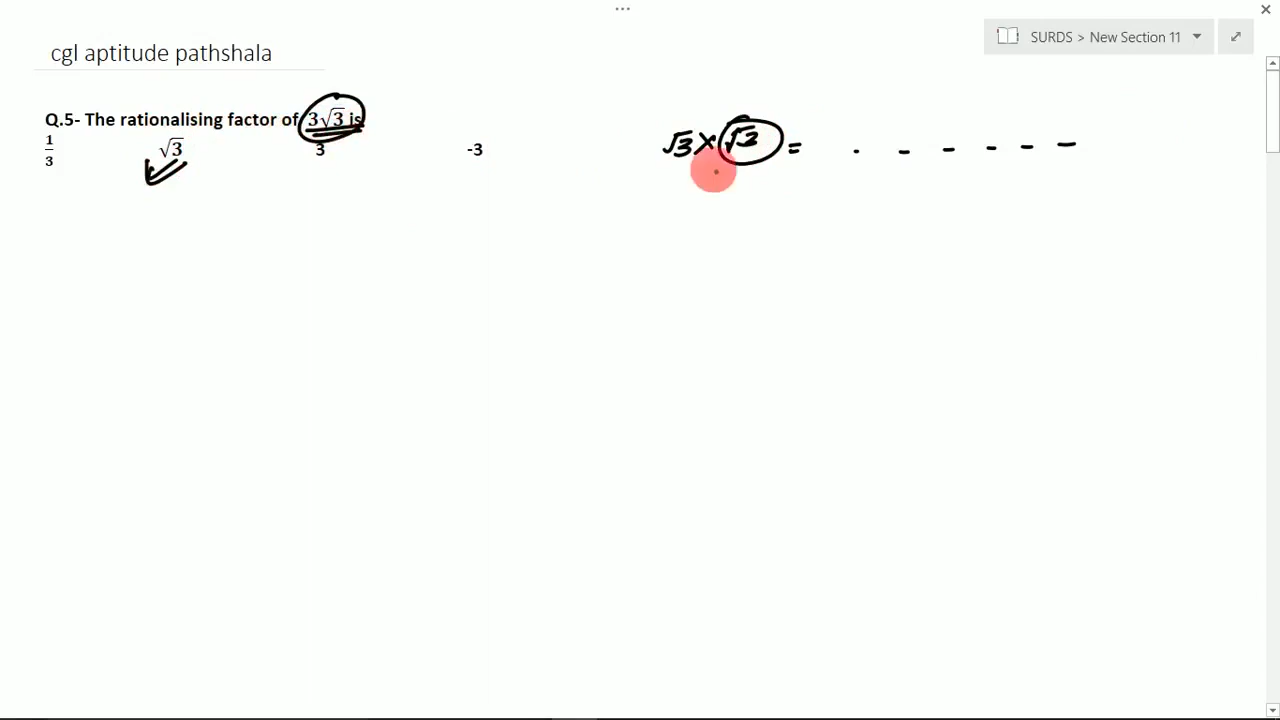 cgl aptitude pathshala
SURDS > New Section 11
Q.5- The rationalising factor of 3√3 is
1/3 √3 3 -3
√3 × √3 = . - - - - -